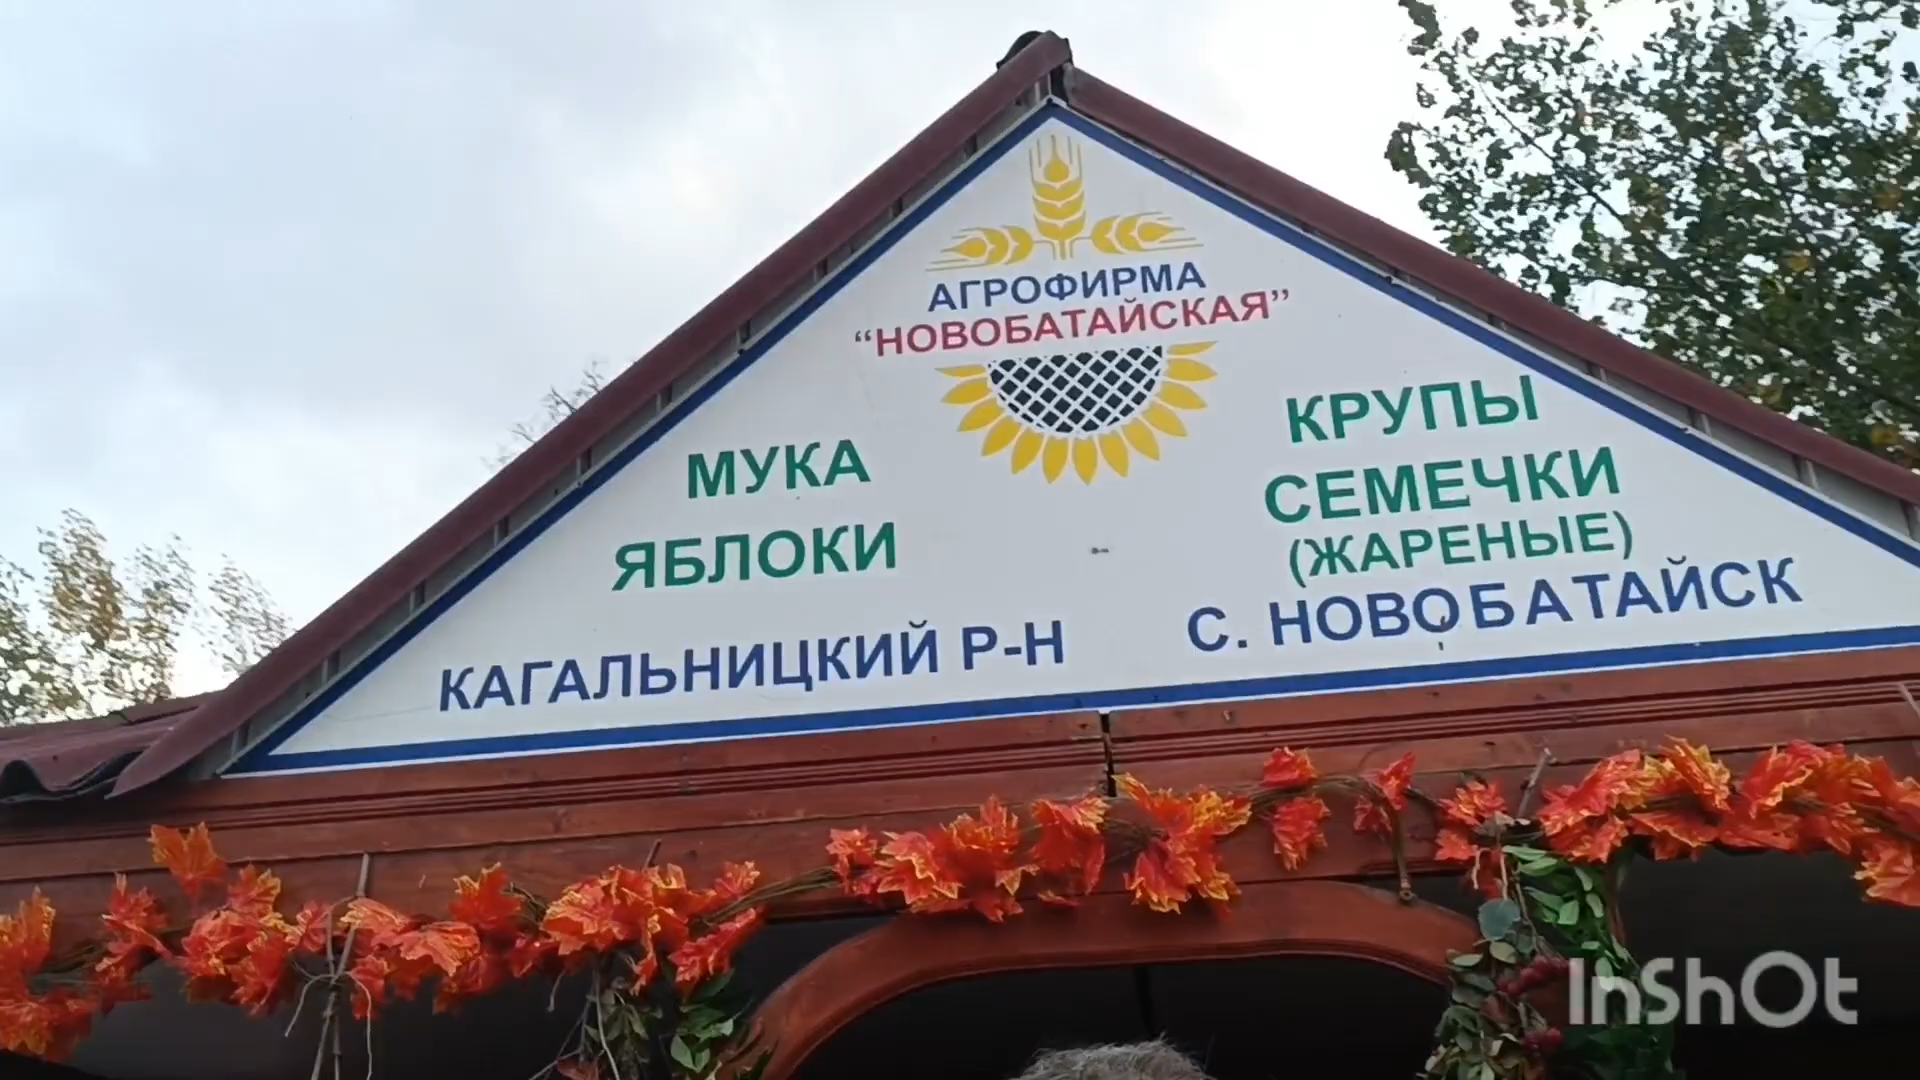 АГРОФИРМА
“НОВОБАТАЙСКАЯ”
МУКА
ЯБЛОКИ
КРУПЫ
СЕМЕЧКИ
(ЖАРЕНЫЕ)
КАГАЛЬНИЦКИЙ Р-Н
С. НОВОБАТАЙСК
InShOt